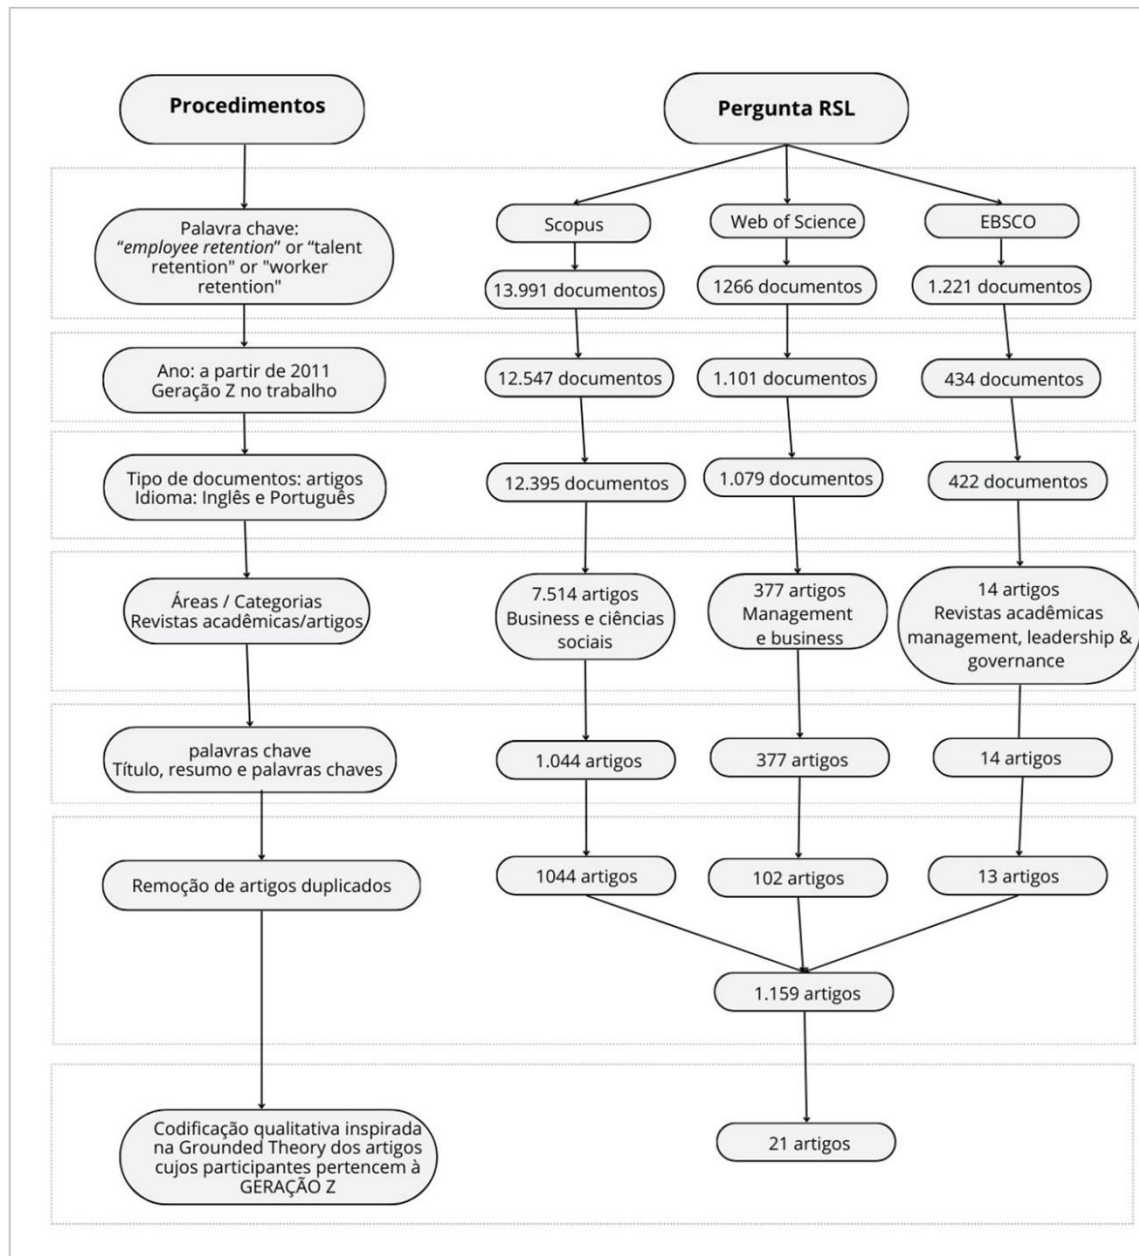 Procedimentos
Pergunta RSL
Palavra chave:
“employee retention” or “talent
retention" or "worker
retention"
Scopus
Web of Science
EBSCO
13.991 documentos
1266 documentos
1.221 documentos
Ano: a partir de 2011
Geração Z no trabalho
12.547 documentos
1.101 documentos
434 documentos
Tipo de documentos: artigos
Idioma: Inglês e Português
12.395 documentos
1.079 documentos
422 documentos
Áreas / Categorias
Revistas acadêmicas/artigos
7.514 artigos
Business e ciências
sociais
377 artigos
Management
e business
14 artigos
Revistas acadêmicas
management, leadership &
governance
palavras chave
Título, resumo e palavras chaves
1.044 artigos
377 artigos
14 artigos
Remoção de artigos duplicados
1044 artigos
102 artigos
13 artigos
1.159 artigos
Codificação qualitativa inspirada
na Grounded Theory dos artigos
cujos participantes pertencem à
GERAÇÃO Z
21 artigos